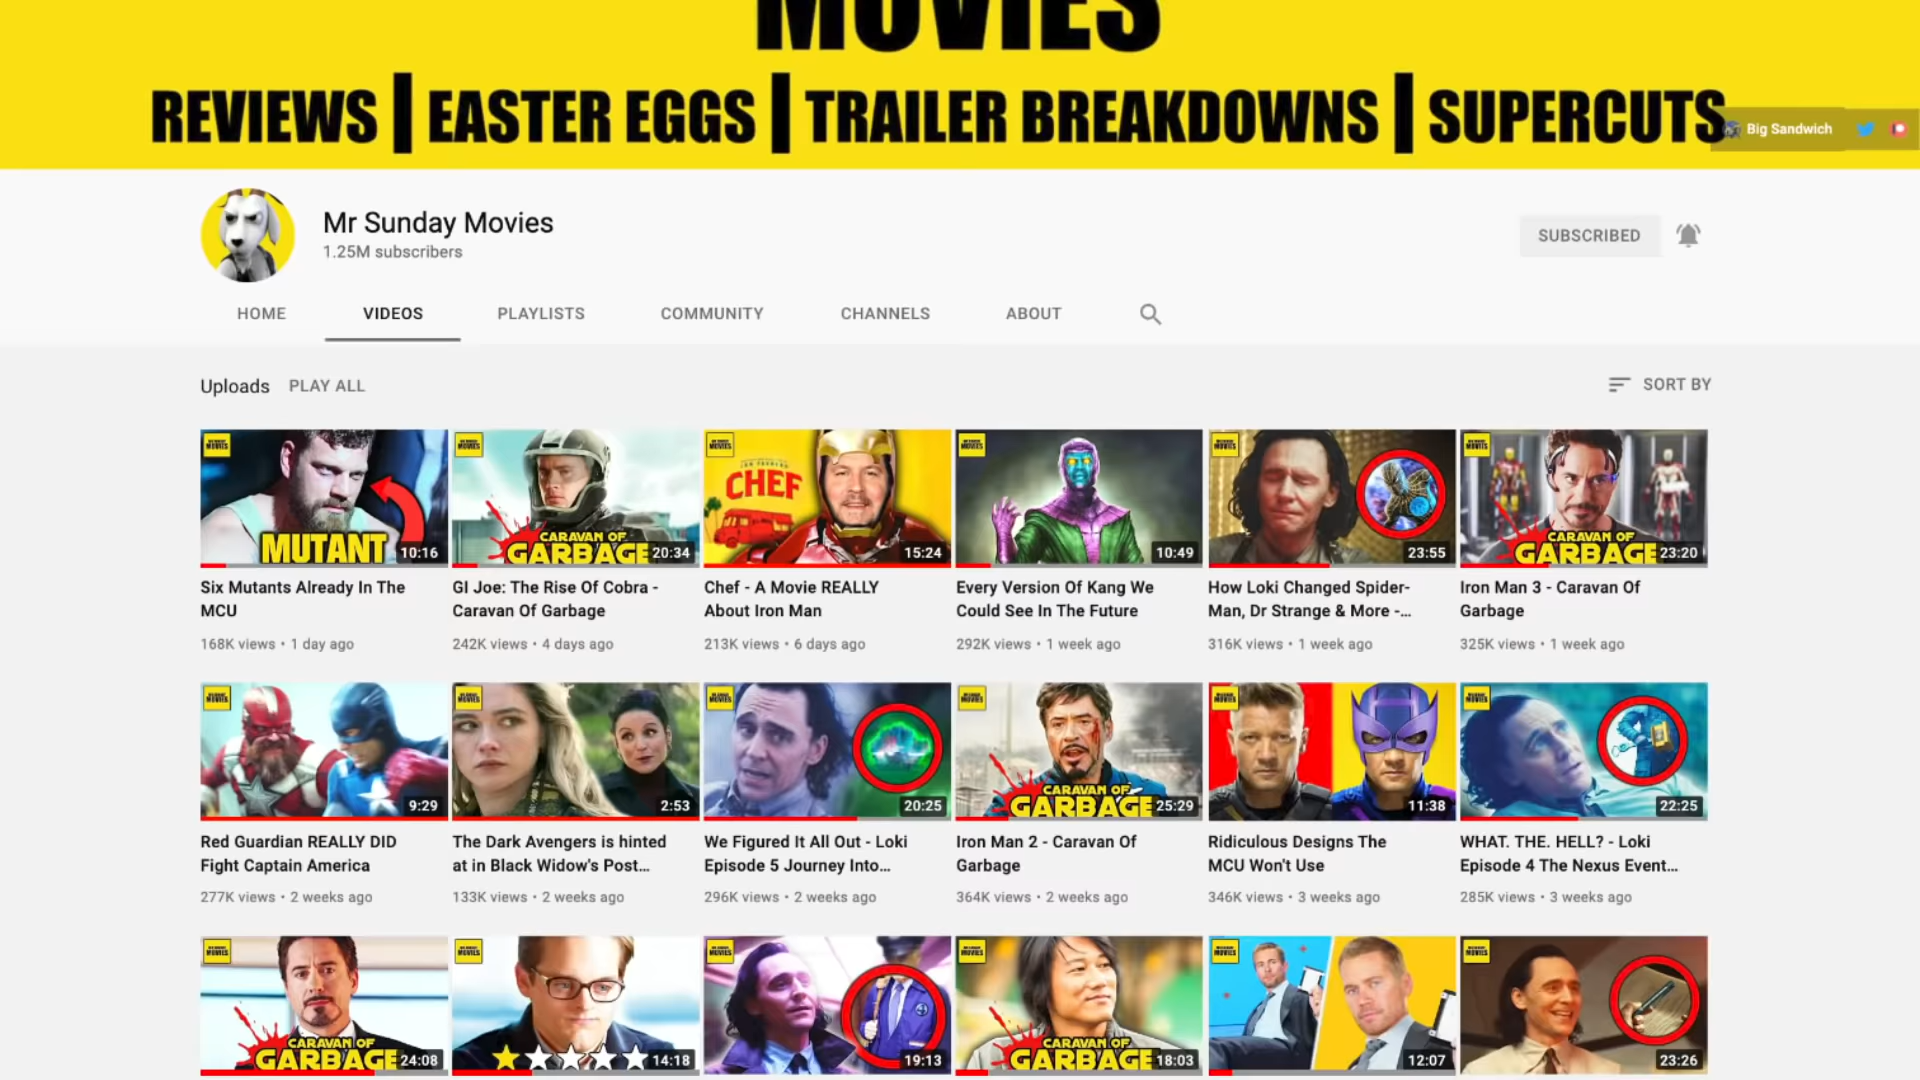 MOVIES
REVIEWS | EASTER EGGS | TRAILER BREAKDOWNS | SUPERCUTS
Big Sandwich
Mr Sunday Movies
1.25M subscribers
SUBSCRIBED
HOME VIDEOS PLAYLISTS COMMUNITY CHANNELS ABOUT
Uploads PLAY ALL SORT BY
MUTANT 10:16
CARAVAN OF
GARBAGE 20:34
CHEF
15:24
10:49
23:55
CARAVAN OF
GARBAGE 23:20
Six Mutants Already In The
MCU
168K views • 1 day ago
GI Joe: The Rise Of Cobra -
Caravan Of Garbage
242K views • 4 days ago
Chef - A Movie REALLY
About Iron Man
213K views • 6 days ago
Every Version Of Kang We
Could See In The Future
292K views • 1 week ago
How Loki Changed Spider-
Man, Dr Strange & More -...
316K views • 1 week ago
Iron Man 3 - Caravan Of
Garbage
325K views • 1 week ago
9:29
2:53
20:25
CARAVAN OF
GARBAGE 25:29
11:38
22:25
Red Guardian REALLY DID
Fight Captain America
277K views • 2 weeks ago
The Dark Avengers is hinted
at in Black Widow's Post...
133K views • 2 weeks ago
We Figured It All Out - Loki
Episode 5 Journey Into...
296K views • 2 weeks ago
Iron Man 2 - Caravan Of
Garbage
364K views • 2 weeks ago
Ridiculous Designs The
MCU Won't Use
346K views • 3 weeks ago
WHAT. THE. HELL? - Loki
Episode 4 The Nexus Event...
285K views • 3 weeks ago
CARAVAN OF
GARBAGE 24:08
14:18
19:13
CARAVAN OF
GARBAGE 18:03
12:07
23:26